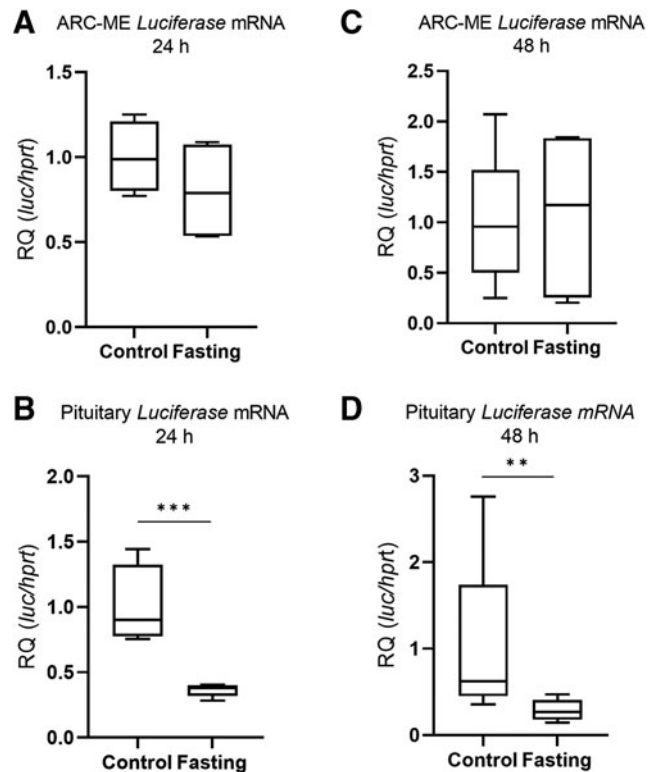 A
ARC-ME Luciferase mRNA
24 h
RQ (luc/hprt)
1.5
1.0
0.5
0.0
Control Fasting
B
Pituitary Luciferase mRNA
24 h
RQ (luc/hprt)
2.0
1.5
1.0
0.5
0.0
***
Control Fasting
C
ARC-ME Luciferase mRNA
48 h
RQ (luc/hprt)
2.5
2.0
1.5
1.0
0.5
0.0
Control Fasting
D
Pituitary Luciferase mRNA
48 h
RQ (luc/hprt)
3
2
1
0
**
Control Fasting